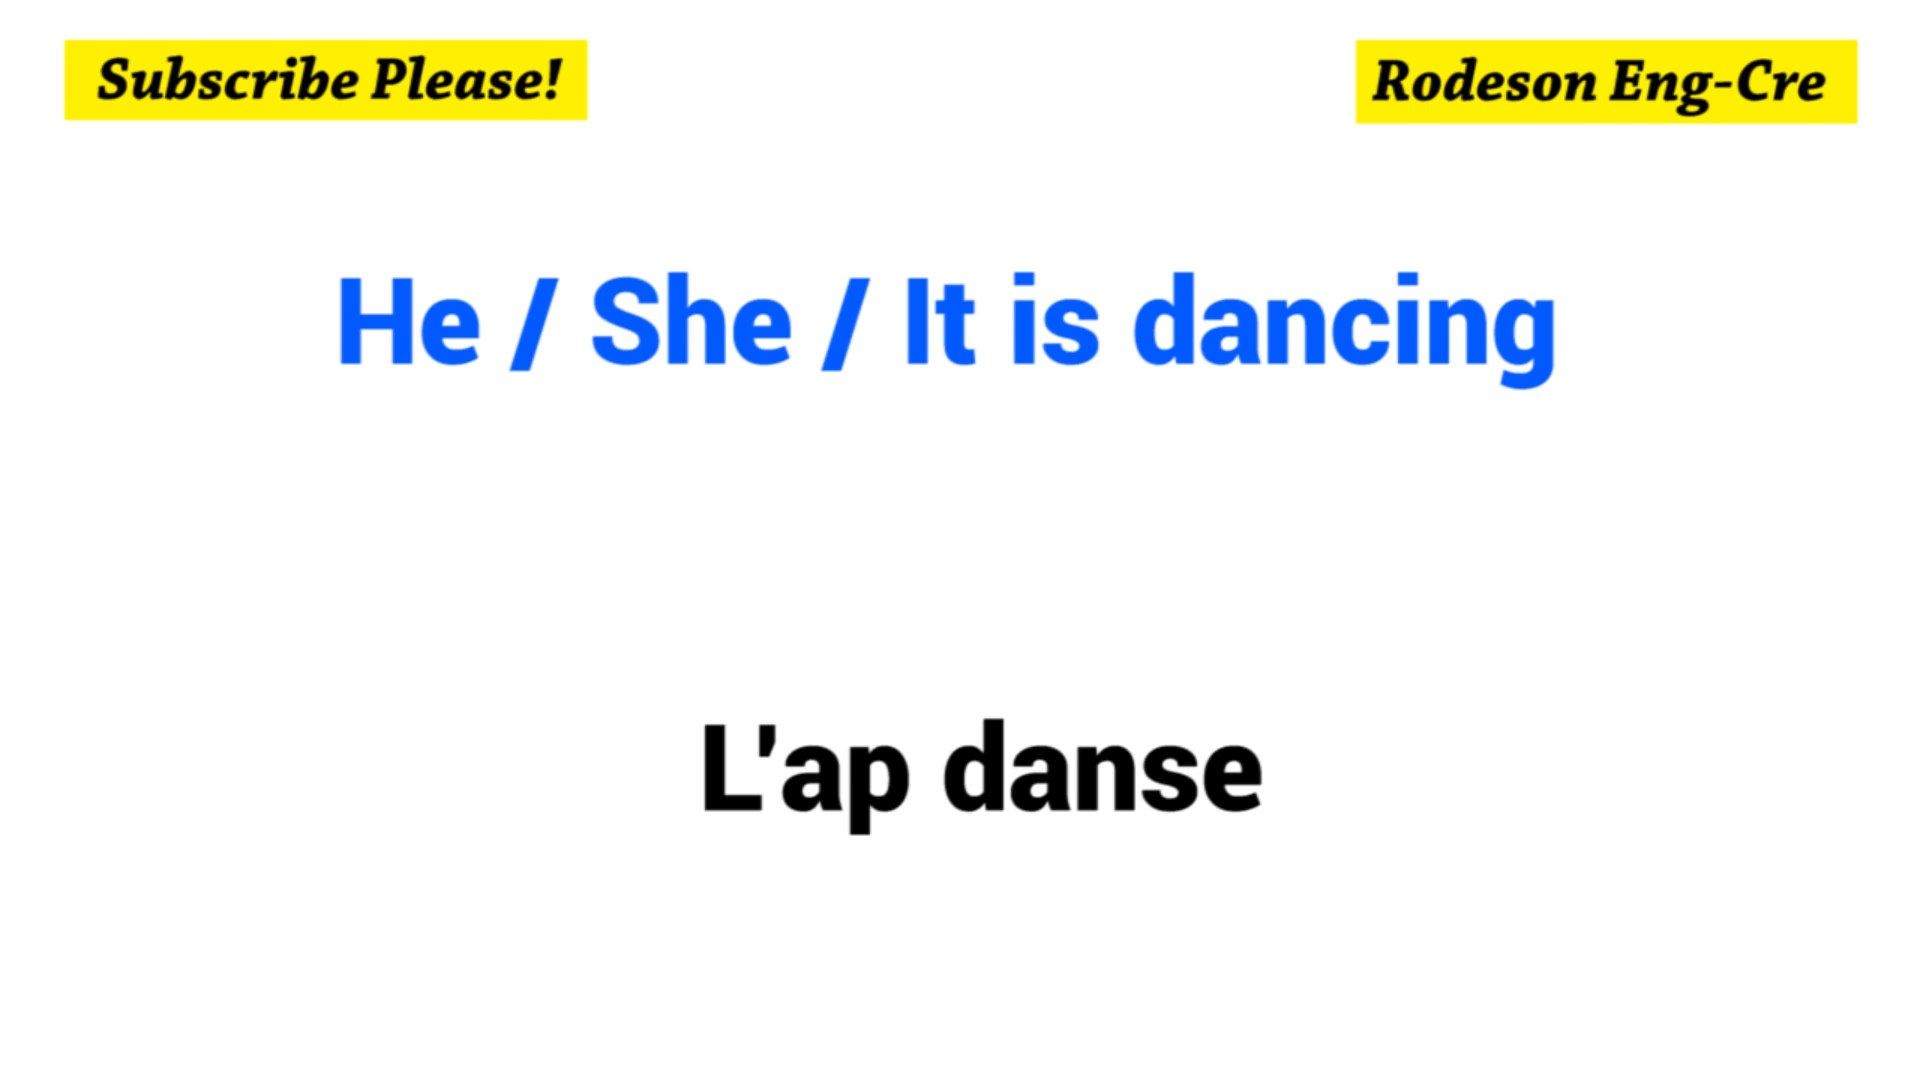 Subscribe Please!
Rodeson Eng-Cre
He / She / It is dancing
L'ap danse